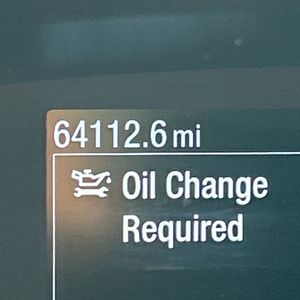 64112.6 mi
Oil Change
Required